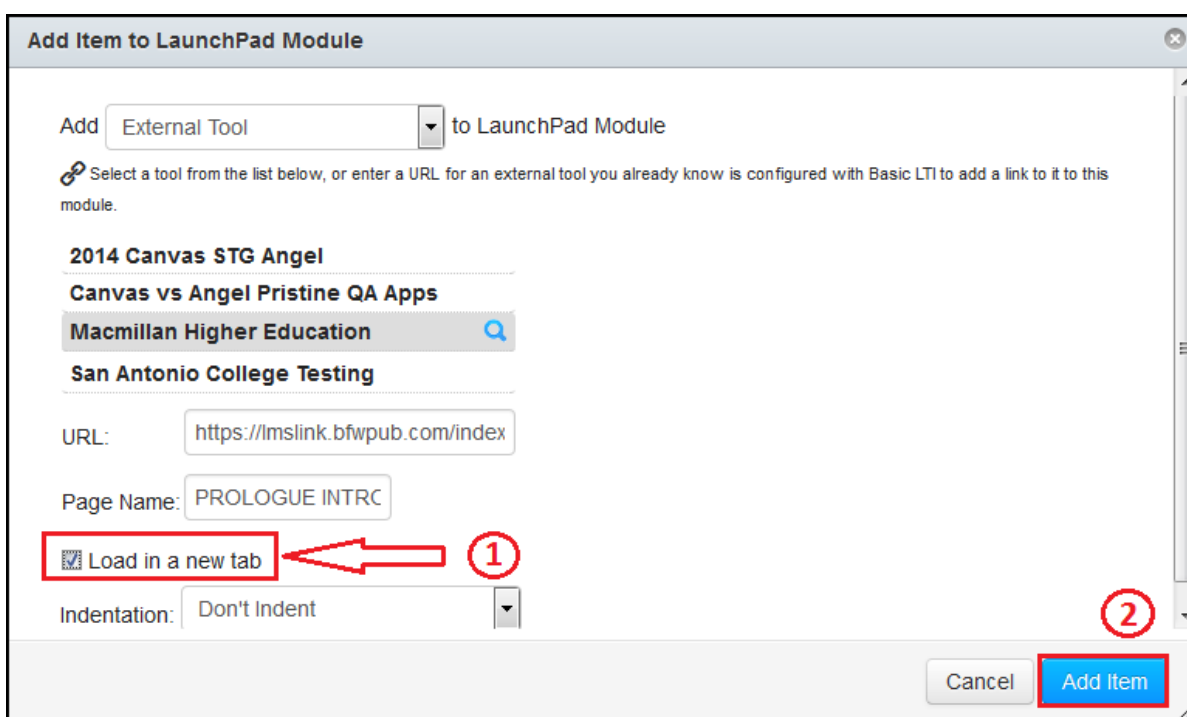 Add Item to LaunchPad Module
Add External Tool to LaunchPad Module
Select a tool from the list below, or enter a URL for an external tool you already know is configured with Basic LTI to add a link to it to this
module.
2014 Canvas STG Angel
Canvas vs Angel Pristine QA Apps
Macmillan Higher Education
San Antonio College Testing
URL: https://lmslink.bfwpub.com/index
Page Name: PROLOGUE INTRO
Load in a new tab 1
Indentation: Don't Indent
2
Cancel Add Item